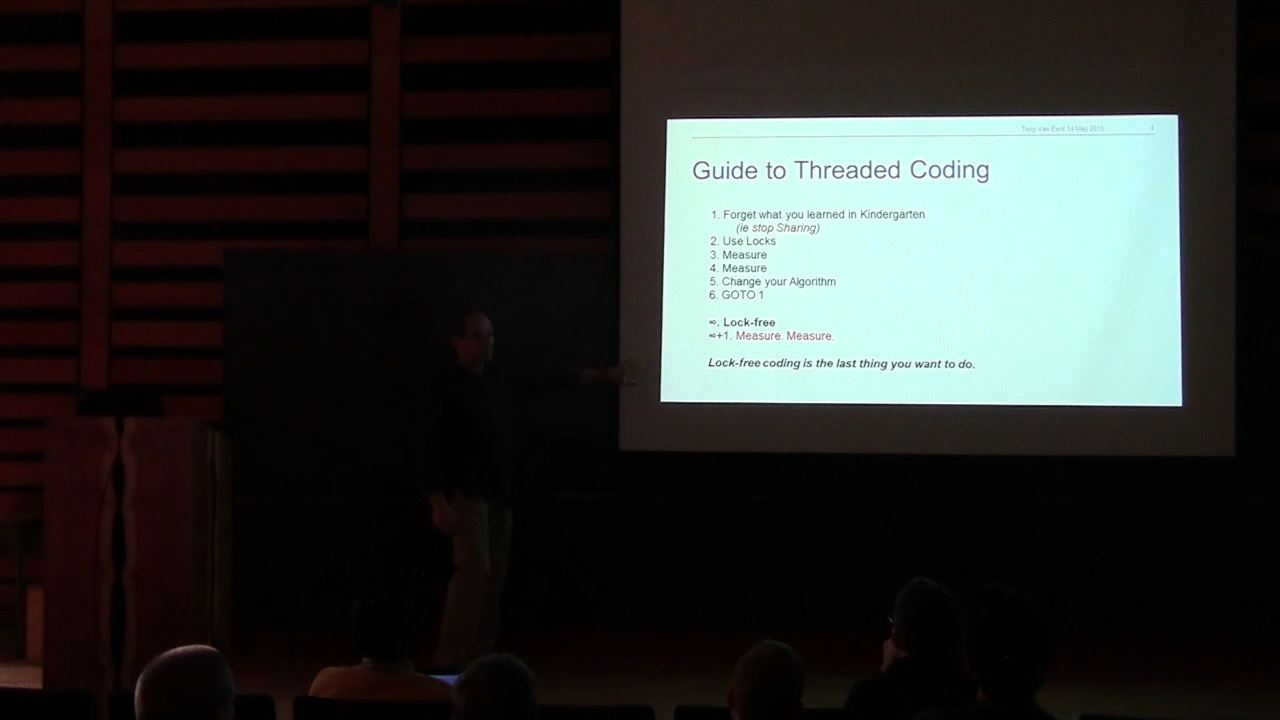 Tony Van Eerd 14 May 2015 4
Guide to Threaded Coding
1. Forget what you learned in Kindergarten
(ie stop Sharing)
2. Use Locks
3. Measure
4. Measure
5. Change your Algorithm
6. GOTO 1
∞. Lock-free
∞+1. Measure. Measure.
Lock-free coding is the last thing you want to do.